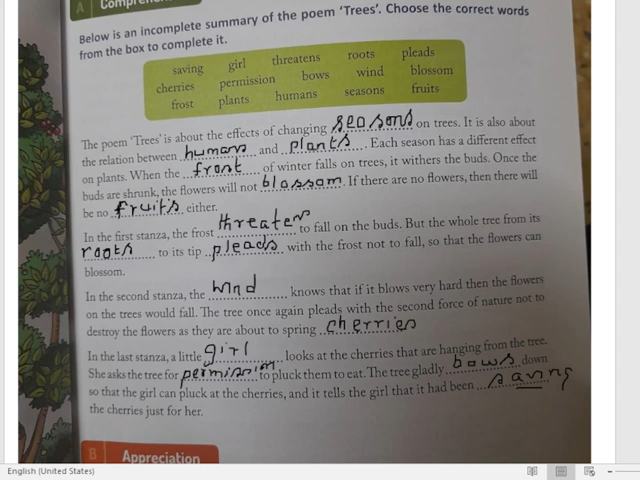 A Comprehen
Below is an incomplete summary of the poem 'Trees'. Choose the correct words
from the box to complete it.
saving girl threatens roots pleads
cherries permission bows wind blossom
frost plants humans seasons fruits
The poem 'Trees' is about the effects of changing seasons on trees. It is also about
the relation between humans and plants. Each season has a different effect
on plants. When the frost of winter falls on trees, it withers the buds. Once the
buds are shrunk, the flowers will not blossom. If there are no flowers, then there will
be no fruits either.
In the first stanza, the frost threatens to fall on the buds. But the whole tree from its
roots to its tip pleads with the frost not to fall, so that the flowers can
blossom.
In the second stanza, the wind knows that if it blows very hard then the flowers
on the trees would fall. The tree once again pleads with the second force of nature not to
destroy the flowers as they are about to spring cherries
In the last stanza, a little girl looks at the cherries that are hanging from the tree.
She asks the tree for permission to pluck them to eat. The tree gladly bows down
so that the girl can pluck at the cherries, and it tells the girl that it had been saving
the cherries just for her.
B Appreciation
English (United States)